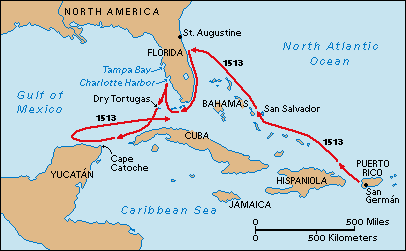 NORTH AMERICA
St. Augustine
FLORIDA
1513
North Atlantic
Ocean
Tampa Bay
Charlotte Harbor
Gulf of
Mexico
Dry Tortugas
BAHAMAS
San Salvador
1513
1513
CUBA
Cape
Catoche
YUCATÁN
HISPANIOLA
PUERTO
RICO
San
Germán
JAMAICA
Caribbean Sea
0
500 Miles
0
500 Kilometers